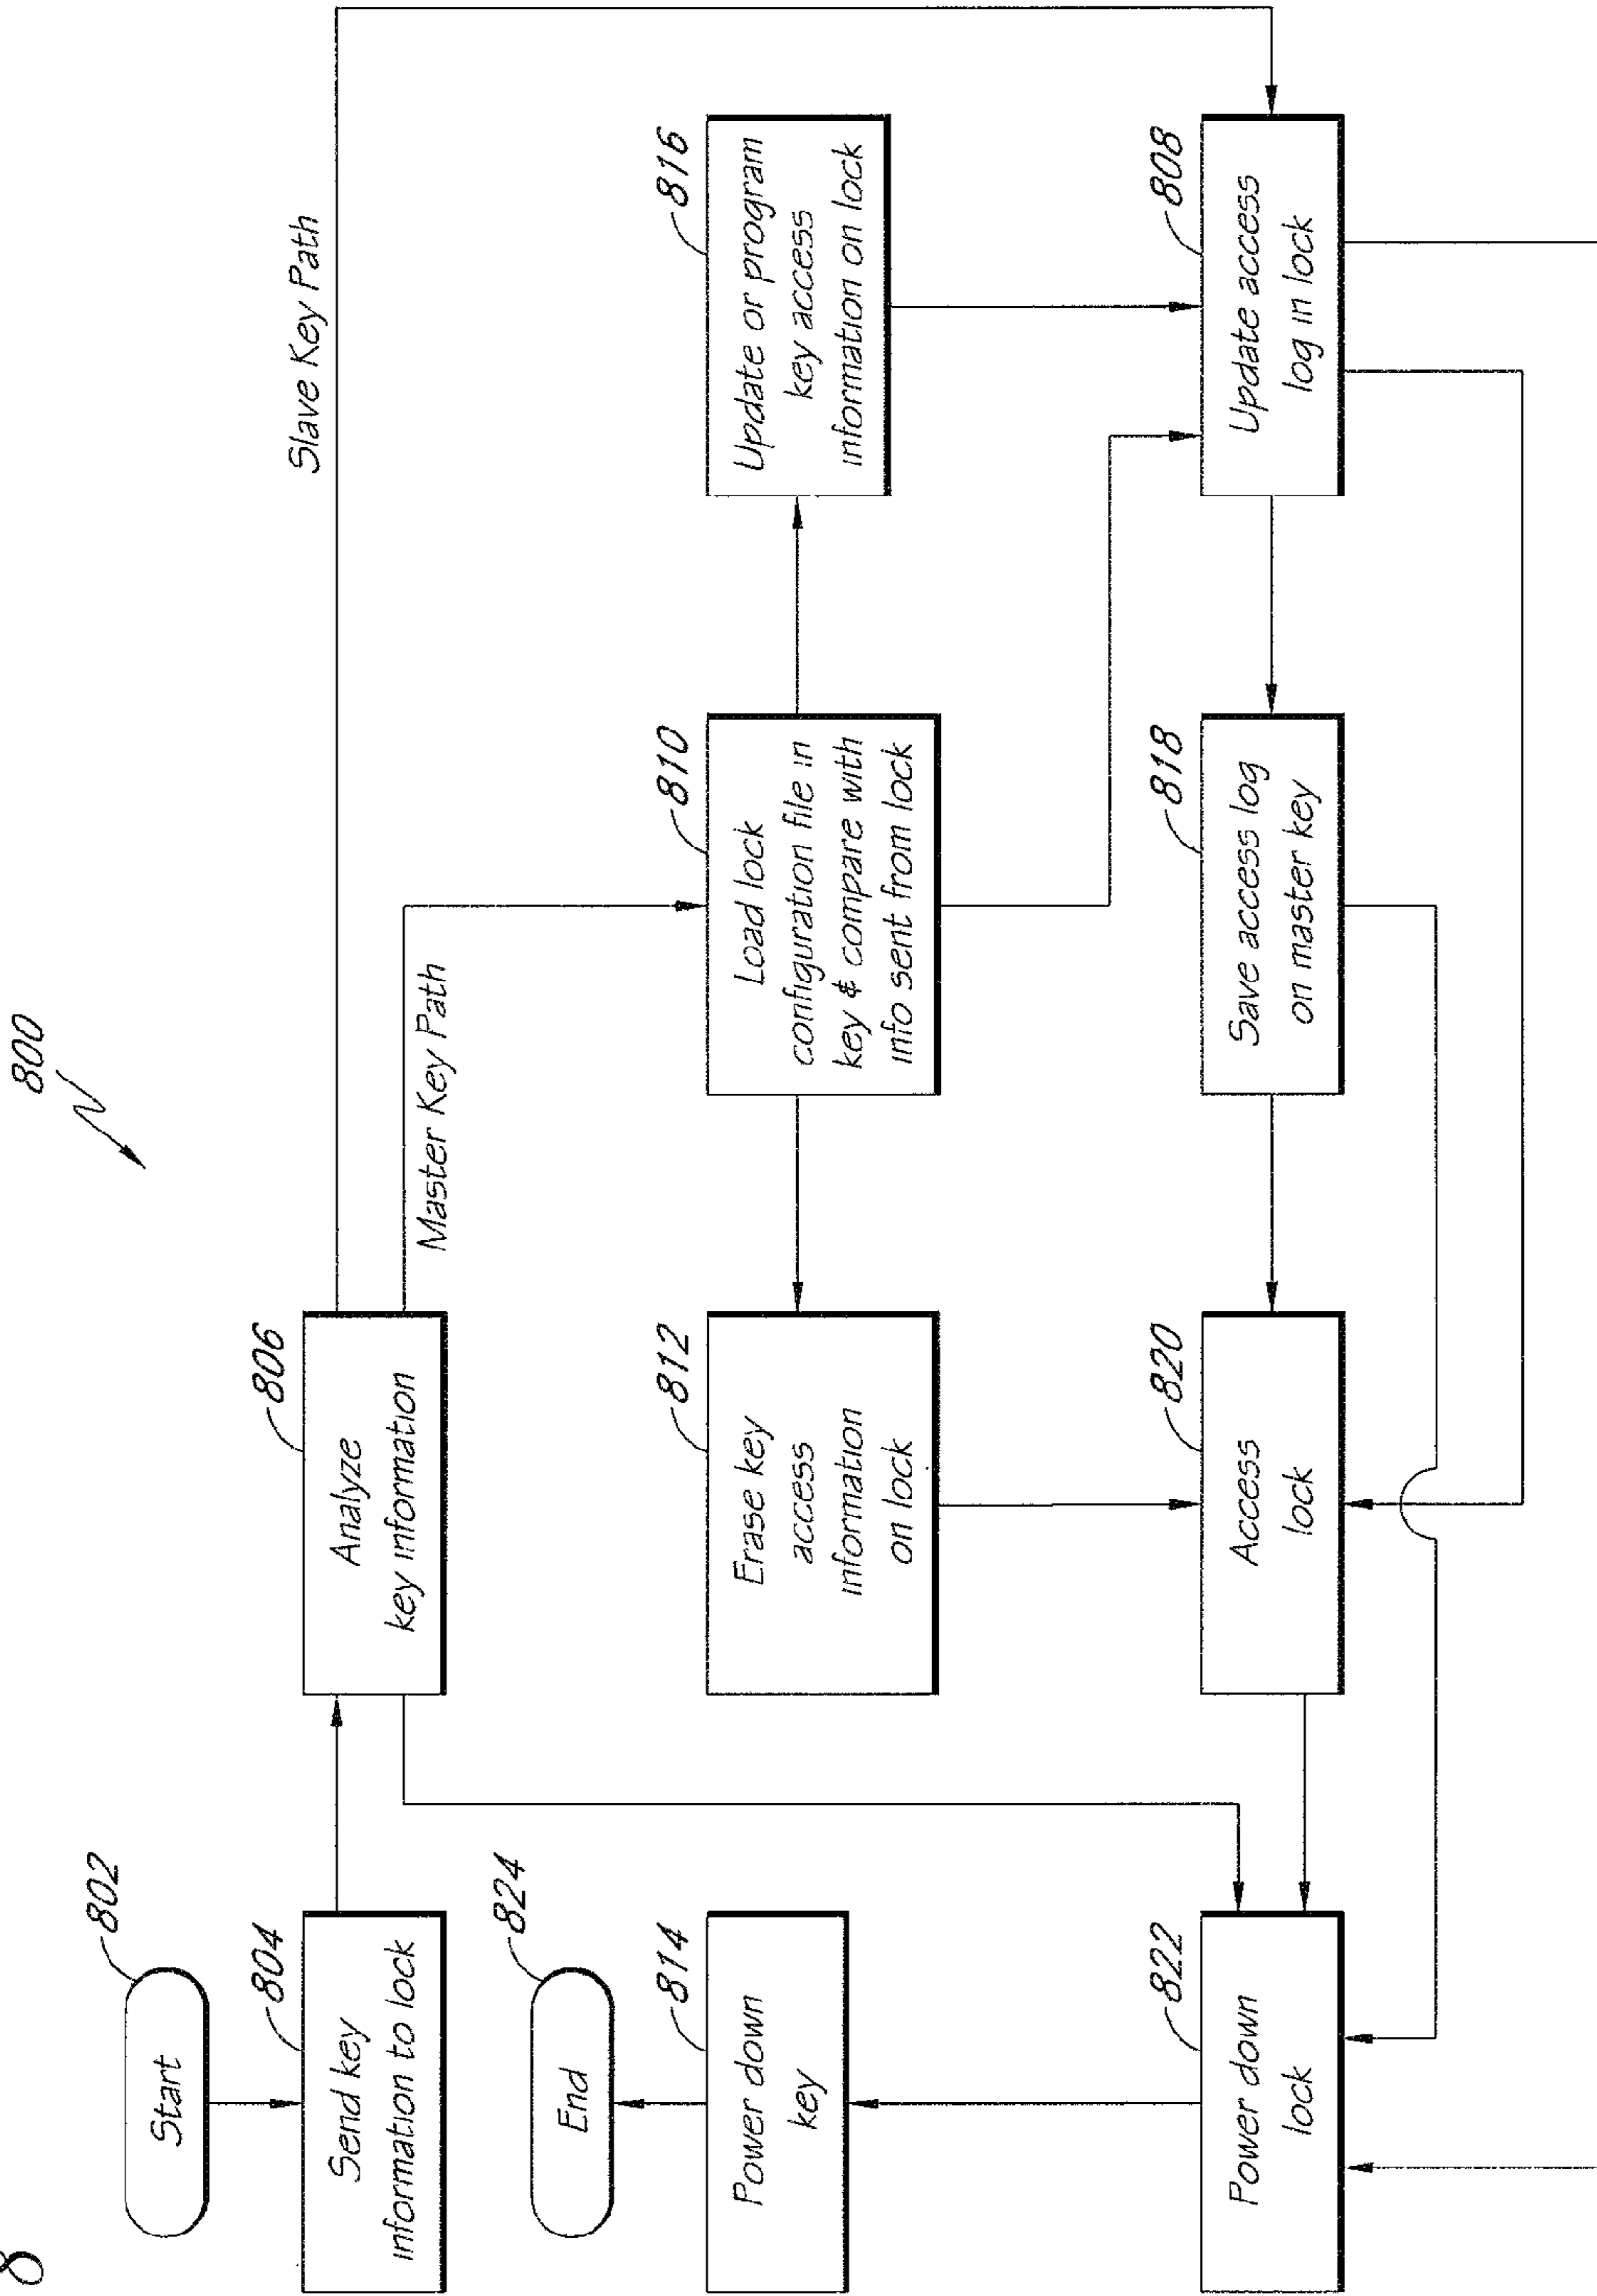 8
800
802
Start
804
Send key
information to lock
806
Analyze
key information
Slave Key Path
Master Key Path
824
End
814
Power down
key
812
Erase key
access
information
on lock
810
Load lock
configuration file in
key & compare with
info sent from lock
816
Update or program
key access
information on lock
822
Power down
lock
820
Access
lock
818
Save access log
on master key
808
Update access
log in lock